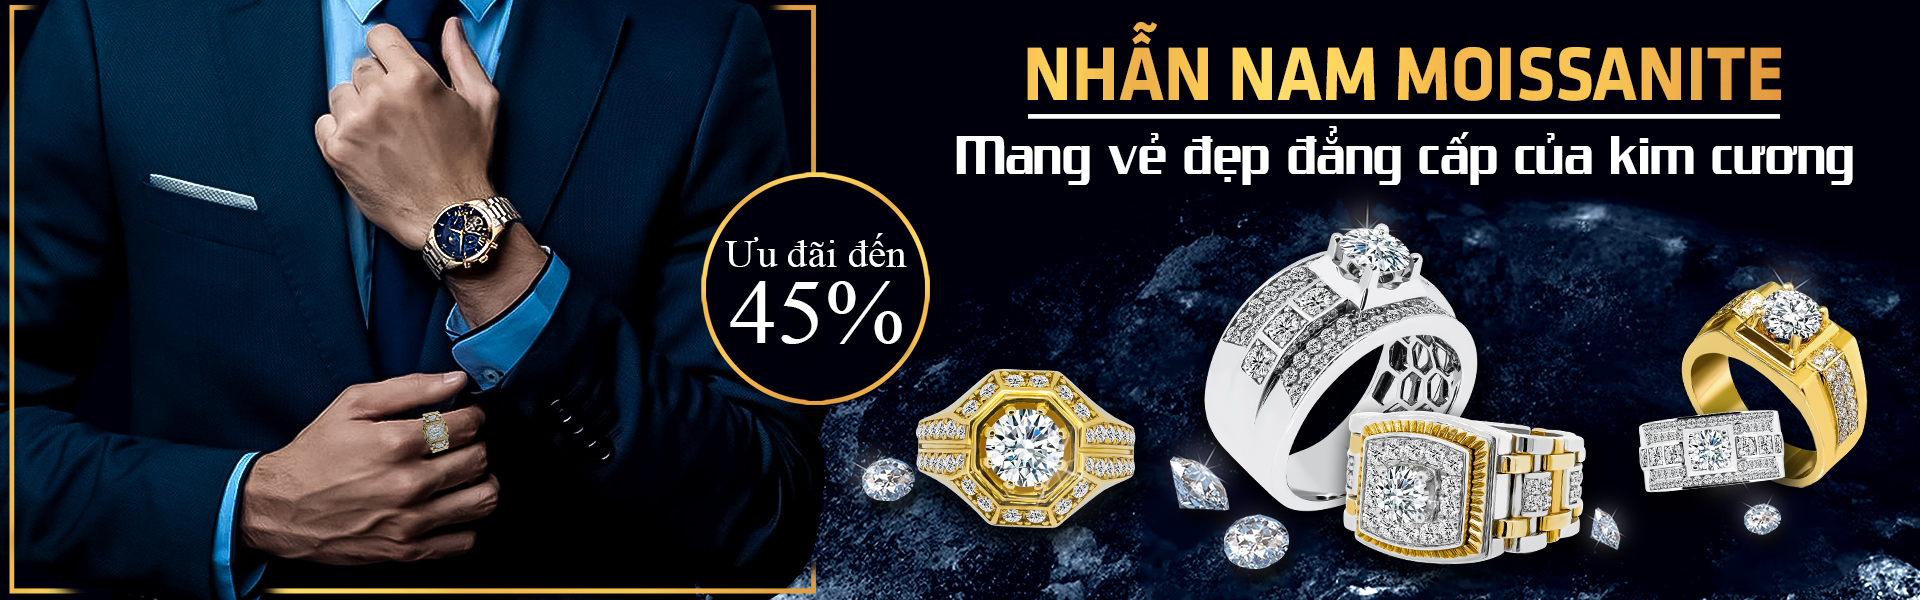 NHẪN NAM MOISSANITE
Mang vẻ đẹp đẳng cấp của kim cương
Ưu đãi đến
45%